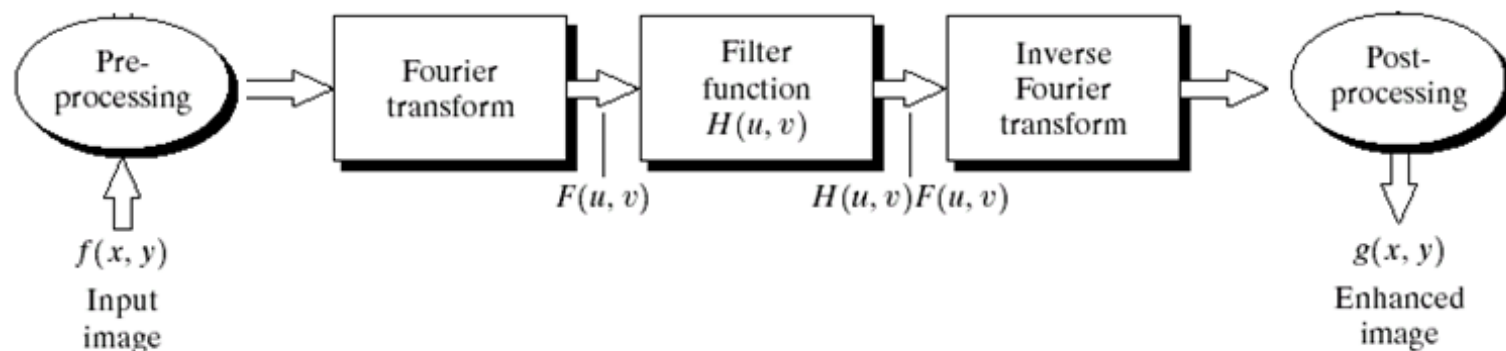 Pre-
processing
Fourier
transform
Filter
function
H(u, v)
Inverse
Fourier
transform
Post-
processing
F(u, v)
H(u, v)F(u, v)
f(x, y)
Input
image
g(x, y)
Enhanced
image